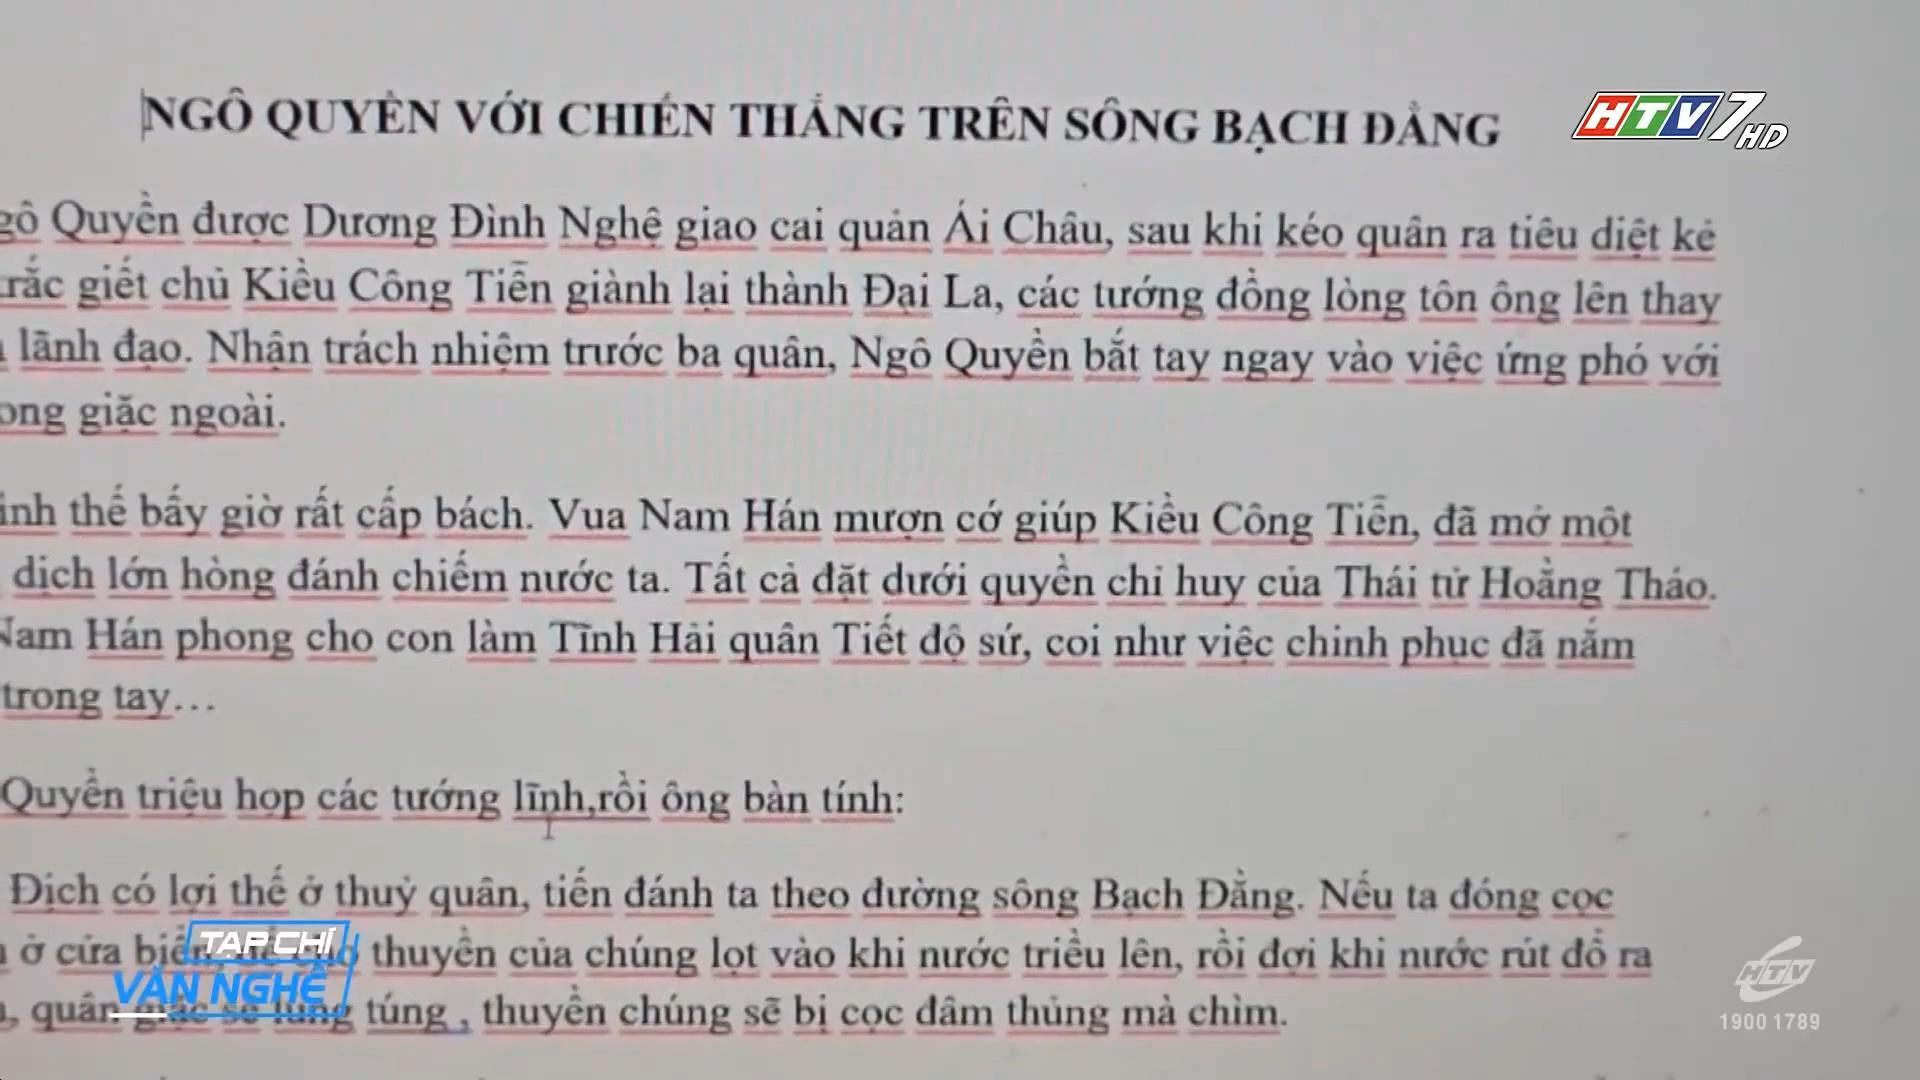 NGÔ QUYỀN VỚI CHIẾN THẮNG TRÊN SÔNG BẠCH ĐẰNG
HTV7 HD
gô Quyền được Dương Đình Nghệ giao cai quản Ái Châu, sau khi kéo quân ra tiêu diệt kẻ
trắc giết chủ Kiều Công Tiễn giành lại thành Đại La, các tướng đồng lòng tôn ông lên thay
lãnh đạo. Nhận trách nhiệm trước ba quân, Ngô Quyền bắt tay ngay vào việc ứng phó với
ong giặc ngoài.
ình thế bấy giờ rất cấp bách. Vua Nam Hán mượn cớ giúp Kiều Công Tiễn, đã mở một
dịch lớn hòng đánh chiếm nước ta. Tất cả đặt dưới quyền chỉ huy của Thái tử Hoằng Tháo.
Nam Hán phong cho con làm Tĩnh Hải quân Tiết độ sứ, coi như việc chinh phục đã nắm
trong tay…
Quyền triệu họp các tướng lĩnh,rồi ông bàn tính:
Địch có lợi thế ở thuỷ quân, tiến đánh ta theo đường sông Bạch Đằng. Nếu ta đóng cọc
ở cửa biển, thuyền của chúng lọt vào khi nước triều lên, rồi đợi khi nước rút đổ ra
, quân giặc sẽ lúng túng , thuyền chúng sẽ bị cọc đâm thủng mà chìm.
TẠP CHÍ
VĂN NGHỆ
HTV
1900 1789